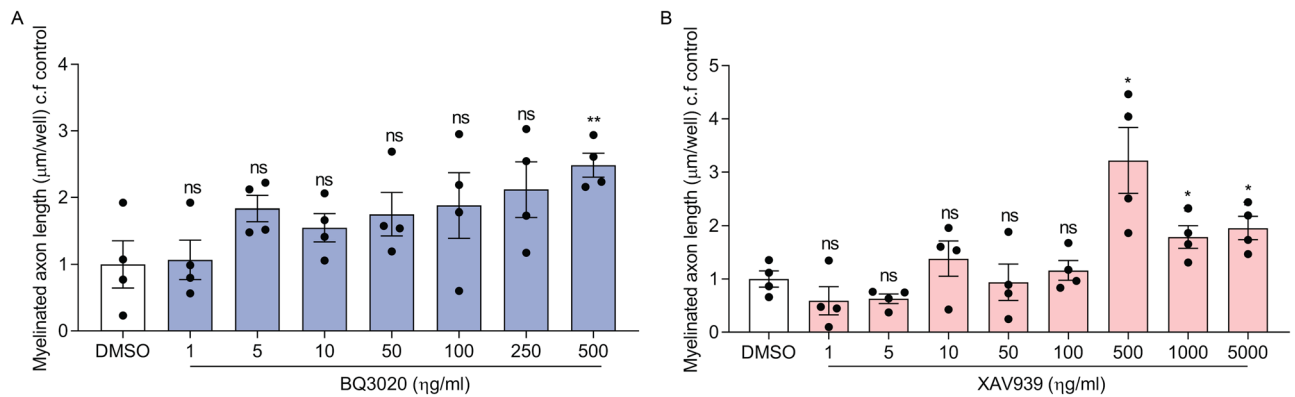 A
Myelinated axon length (μm/well) c.f control
4
3
2
1
0
ns
ns
ns
ns
ns
ns
**
DMSO 1 5 10 50 100 250 500
BQ3020 (ηg/ml)
B
Myelinated axon length (μm/well) c.f control
5
4
3
2
1
0
ns
ns
ns
ns
ns
*
*
*
DMSO 1 5 10 50 100 500 1000 5000
XAV939 (ηg/ml)